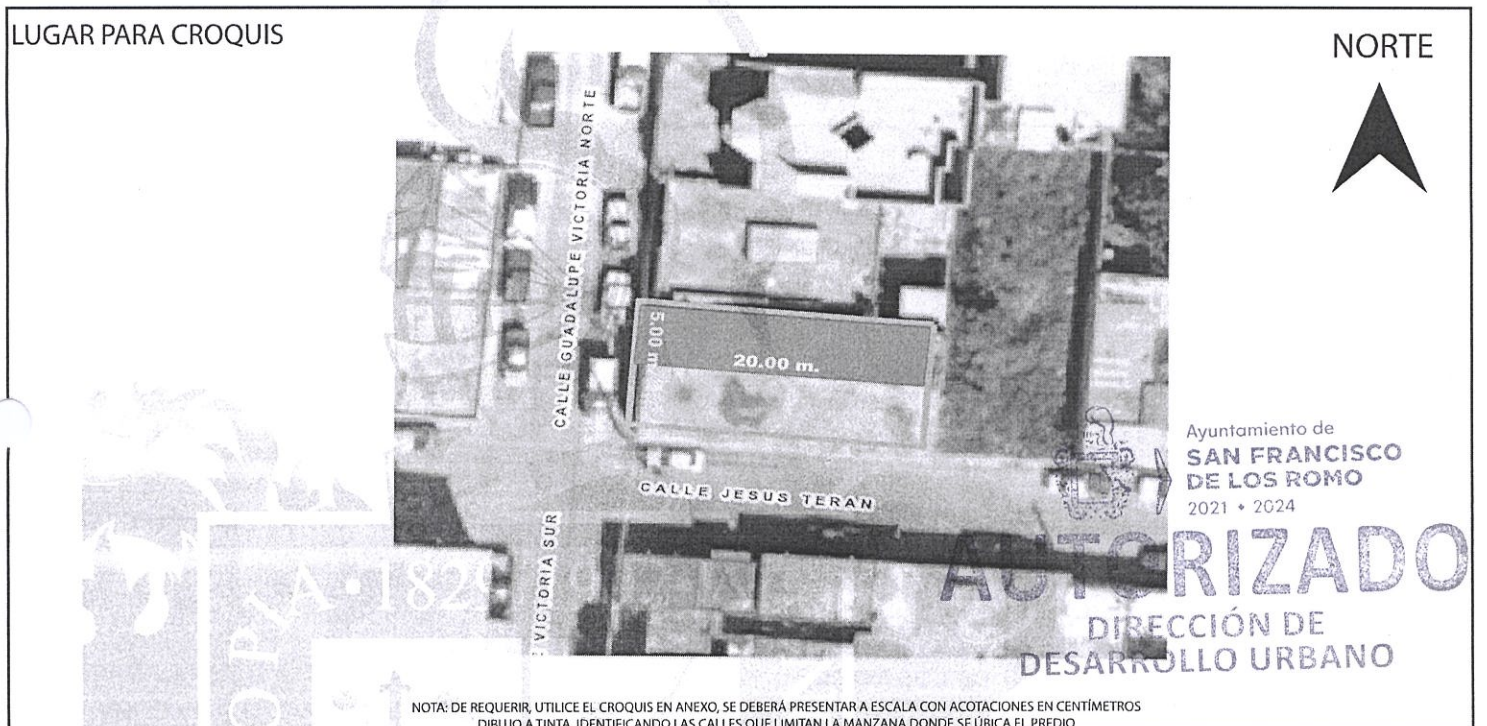 LUGAR PARA CROQUIS
NORTE
CALLE GUADALUPE VICTORIA NORTE
5.00 m
20.00 m.
CALLE JESUS TERAN
VICTORIA SUR
Ayuntamiento de
SAN FRANCISCO
DE LOS ROMO
2021 • 2024
AUTORIZADO
DIRECCIÓN DE
DESARROLLO URBANO
OPIA • 182
NOTA: DE REQUERIR, UTILICE EL CROQUIS EN ANEXO, SE DEBERÁ PRESENTAR A ESCALA CON ACOTACIONES EN CENTÍMETROS
DIBUJO A TINTA, IDENTIFICANDO LAS CALLES QUE LIMITAN LA MANZANA DONDE SE ÚBICA EL PREDIO